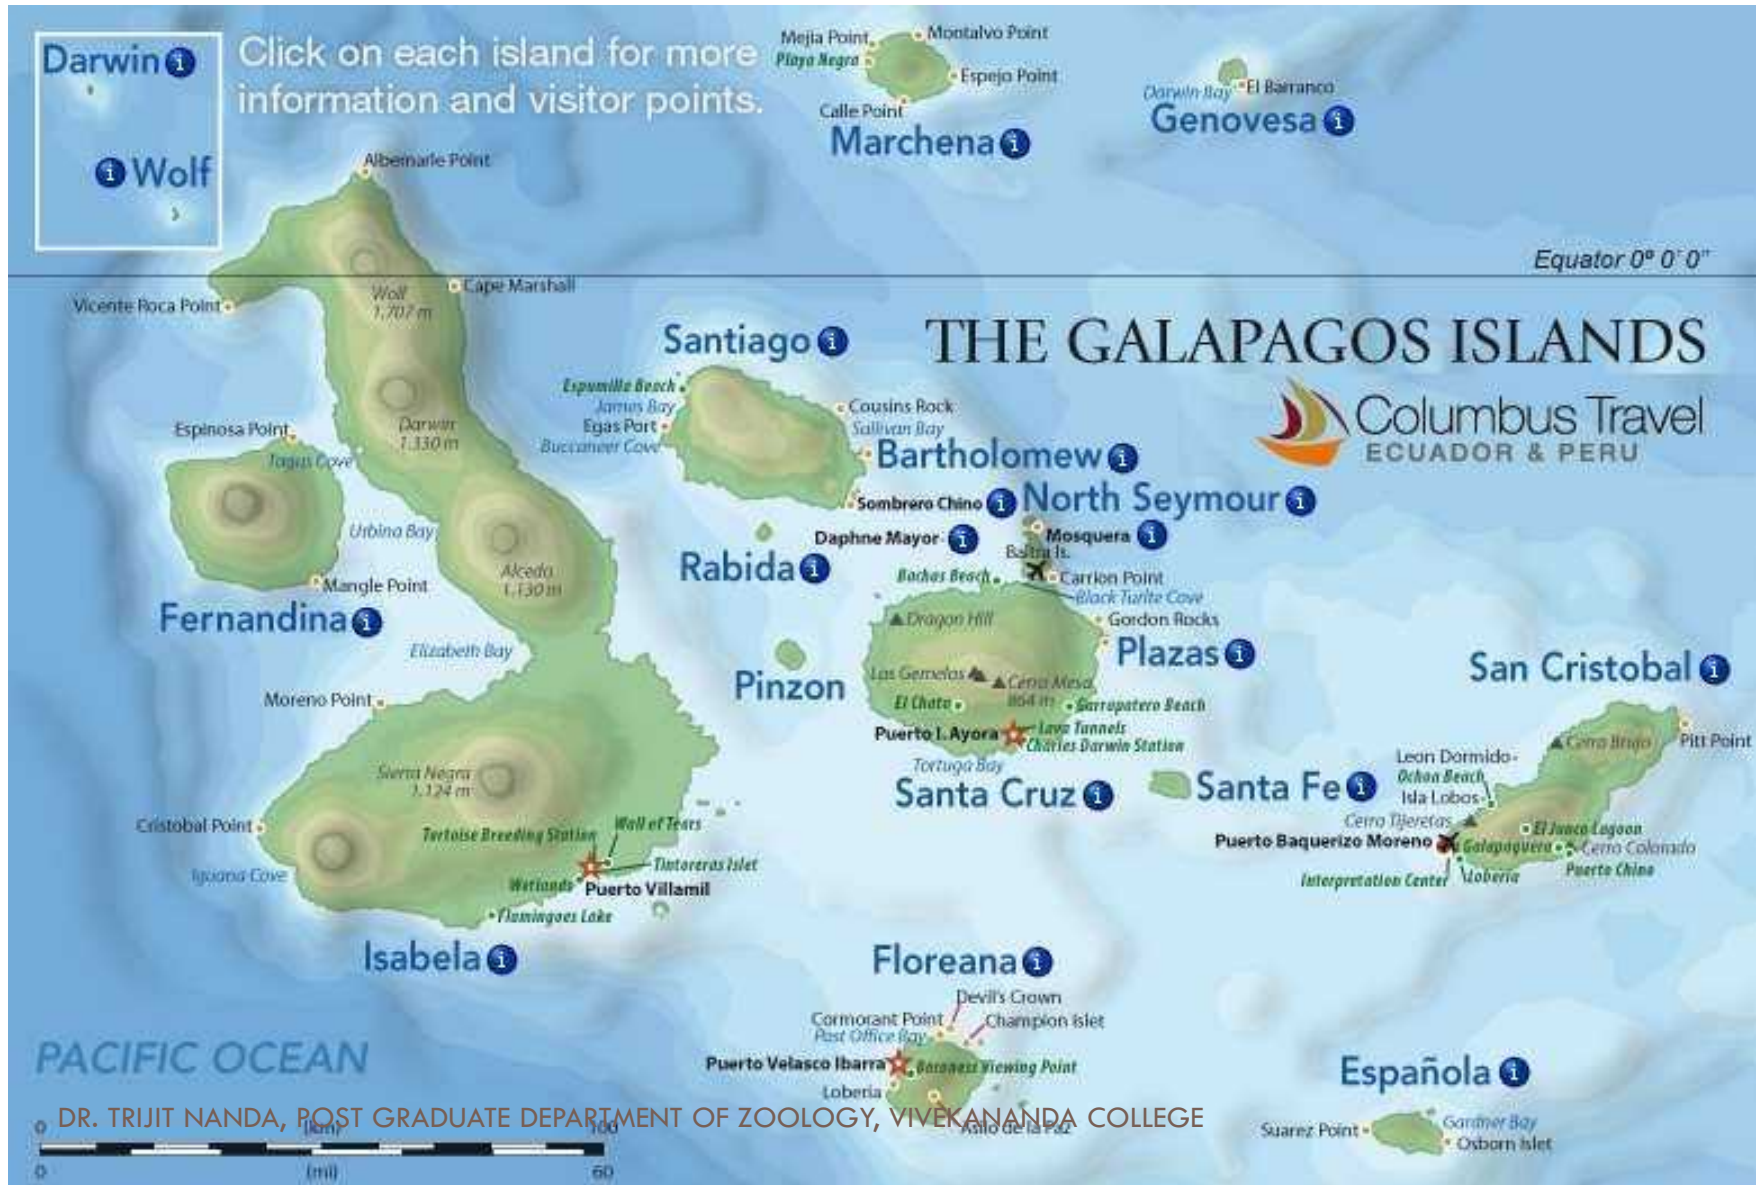 Darwin
Wolf
Click on each island for more
information and visitor points.
Mejia Point
Playa Negra
Montalvo Point
Espejo Point
Calle Point
Marchena
Darwin Bay
El Barranco
Genovesa
Albemarle Point
Equator 0º 0' 0"
Vicente Roca Point
Wolf
1,707 m
Cape Marshall
THE GALAPAGOS ISLANDS
Columbus Travel
ECUADOR & PERU
Santiago
Espumilla Beach
James Bay
Egas Port
Buccaneer Cove
Cousins Rock
Sallivan Bay
Bartholomew
Sombrero Chino
North Seymour
Daphne Mayor
Mosquera
Baltra Is.
Rabida
Bachas Beach
Carrion Point
Black Turlte Cove
Dragon Hill
Gordon Rocks
Plazas
Pinzon
Las Gemelos
Cerro Mesa
864 m
El Chato
Garrapatero Beach
Puerto I. Ayora
Lava Tunnels
Charles Darwin Station
Tortuga Bay
Santa Cruz
Santa Fe
Espinosa Point
Tagus Cove
Darwin
1.330 m
Urbina Bay
Alcedo
1.130 m
Mangle Point
Fernandina
Elizabeth Bay
Moreno Point
Sierra Negra
1.124 m
Cristobal Point
Iguana Cove
Tortoise Breeding Station
Wall of Tears
Tintoreras Islet
Wetlands
Puerto Villamil
Flamingoes Lake
Isabela
San Cristobal
Pitt Point
Cerro Brujo
Leon Dormido
Ochoa Beach
Isla Lobos
Cerro Tijeretas
Puerto Baquerizo Moreno
El Junco Lagoon
Galapaguera
Cerro Colorado
Puerto Chino
Interpretation Center
Loberia
Floreana
Devil's Crown
Cormorant Point
Champion Islet
Post Office Bay
Puerto Velasco Ibarra
Baroness Viewing Point
Loberia
Asilo de la Paz
Española
Suarez Point
Gardner Bay
Osborn Islet
PACIFIC OCEAN
DR. TRIJIT NANDA, POST GRADUATE DEPARTMENT OF ZOOLOGY, VIVEKANANDA COLLEGE
0 (km) 100
0 (mi) 60